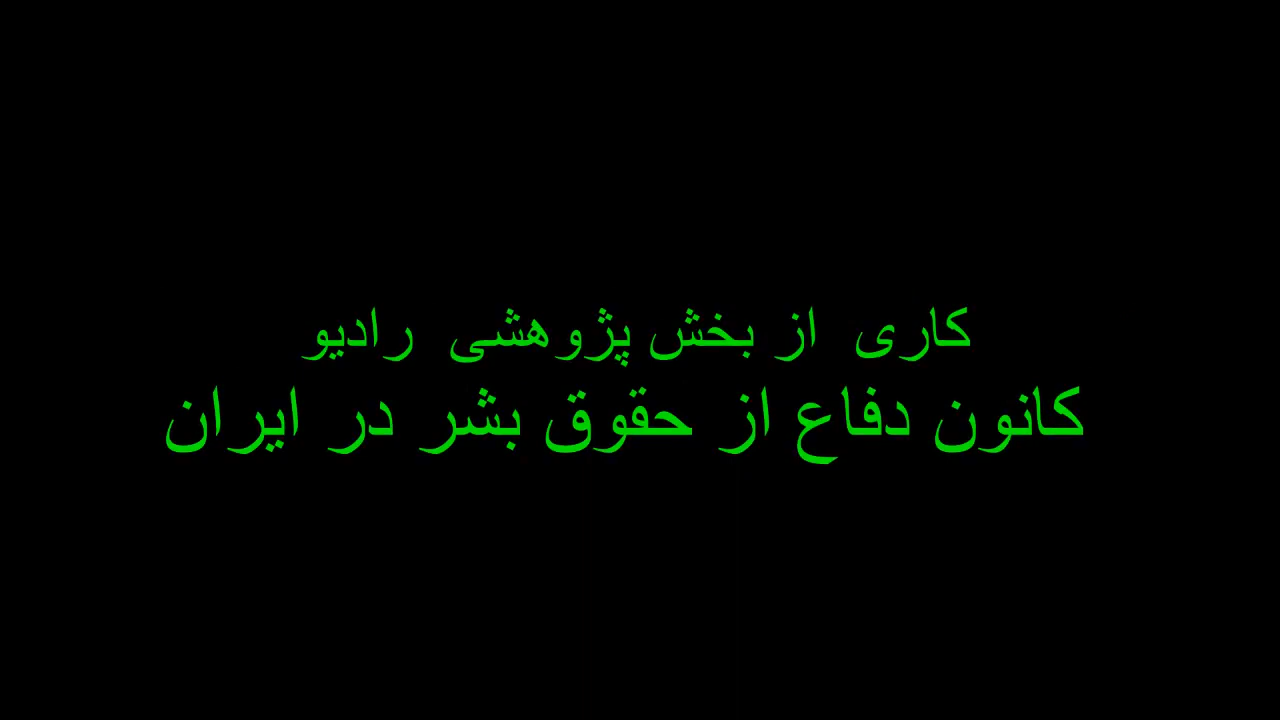 کاری از بخش پژوهشی رادیو
کانون دفاع از حقوق بشر در ایران